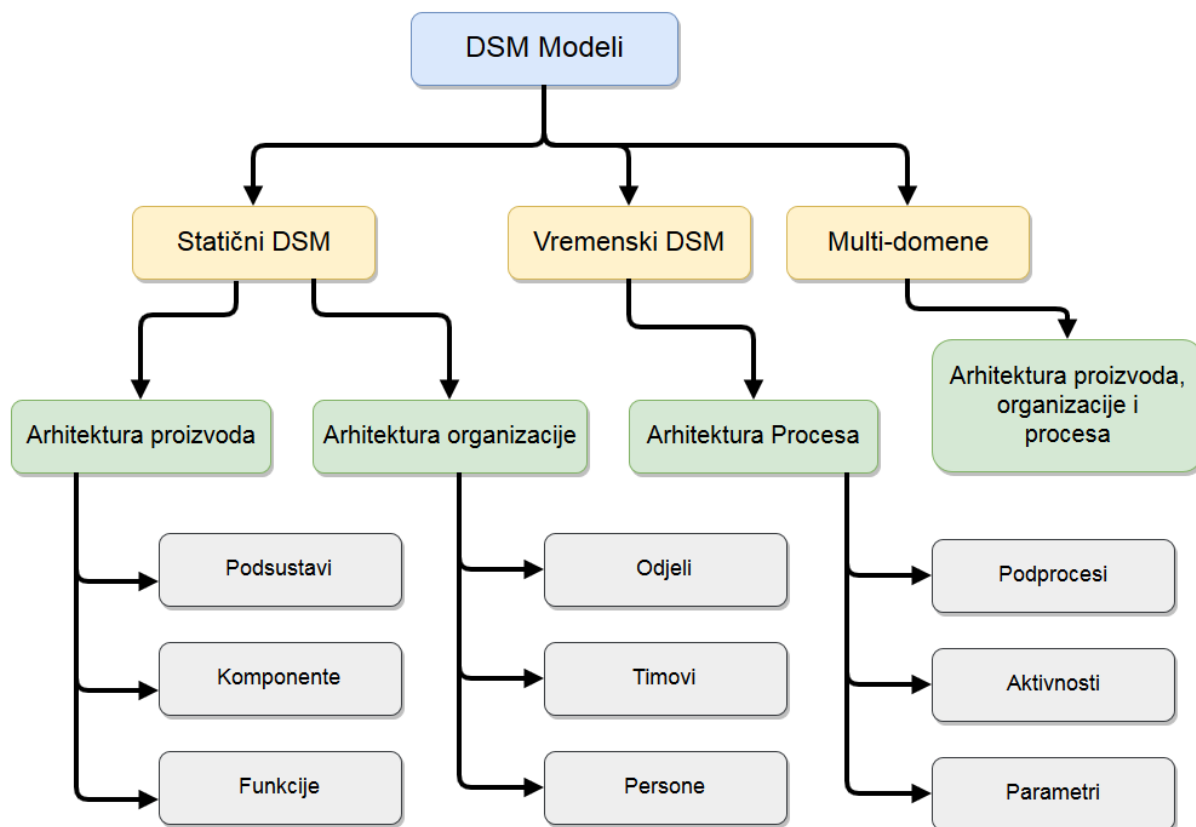 DSM Modeli
Statični DSM
Vremenski DSM
Multi-domene
Arhitektura proizvoda
Arhitektura organizacije
Arhitektura Procesa
Arhitektura proizvoda,
organizacije i
procesa
Podsustavi
Odjeli
Podprocesi
Komponente
Timovi
Aktivnosti
Funkcije
Persone
Parametri